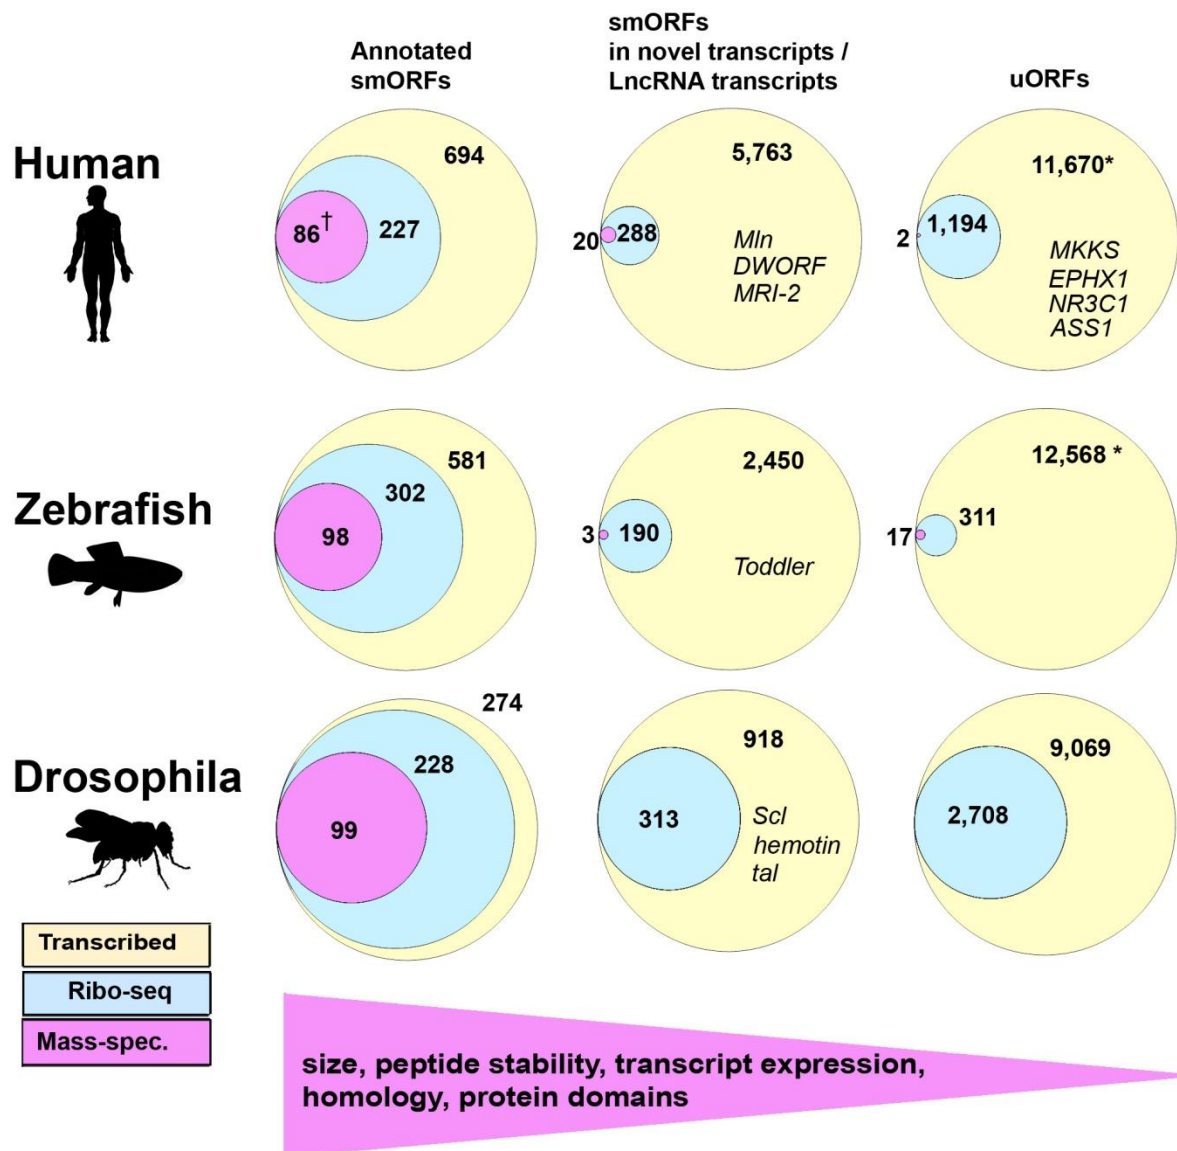 Annotated
smORFs
smORFs
in novel transcripts /
LncRNA transcripts
uORFs
Human
694
86†
227
5,763
20
288
Mln
DWORF
MRI-2
11,670*
2
1,194
MKKS
EPHX1
NR3C1
ASS1
Zebrafish
581
302
98
2,450
3
190
Toddler
12,568 *
17
311
Drosophila
274
228
99
918
313
Scl
hemotin
tal
9,069
2,708
Transcribed
Ribo-seq
Mass-spec.
size, peptide stability, transcript expression,
homology, protein domains